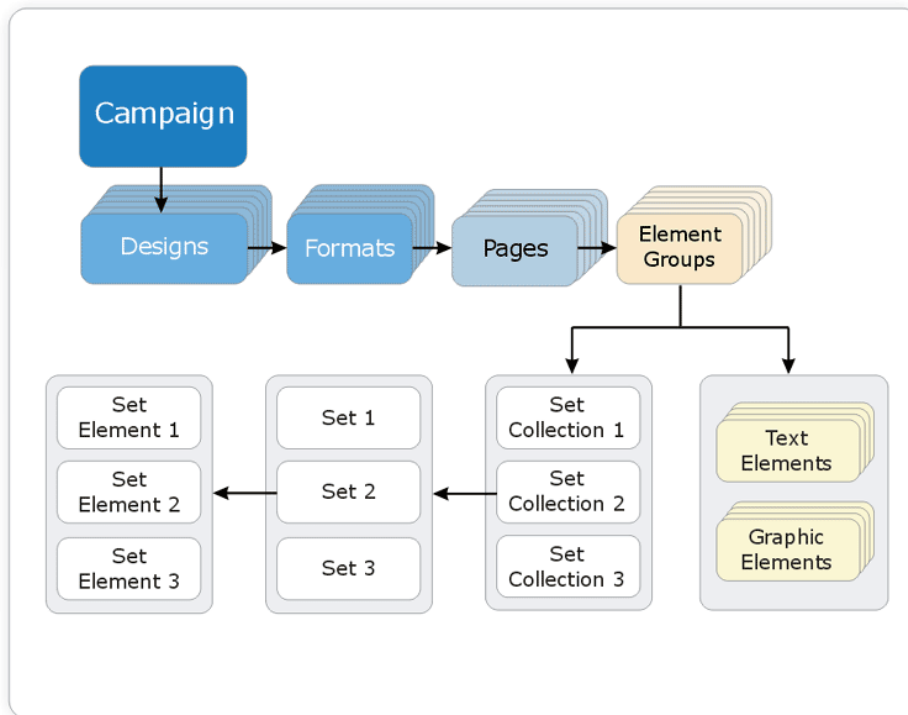 Campaign
Designs
Formats
Pages
Element
Groups
Set
Element 1
Set
Element 2
Set
Element 3
Set 1
Set 2
Set 3
Set
Collection 1
Set
Collection 2
Set
Collection 3
Text
Elements
Graphic
Elements